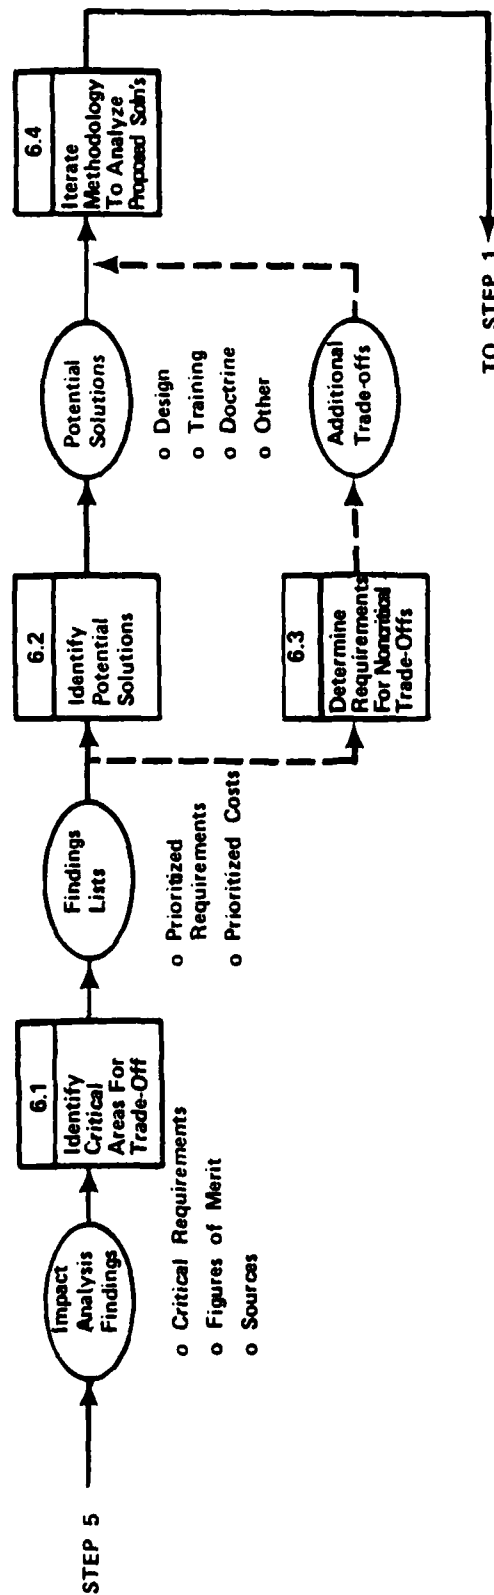 STEP 5
Impact
Analysis
Findings
o Critical Requirements
o Figures of Merit
o Sources
6.1
Identify
Critical
Areas For
Trade-Off
Findings
Lists
o Prioritized
Requirements
o Prioritized Costs
6.2
Identify
Potential
Solutions
6.3
Determine
Requirements
For Noncritical
Trade-Offs
Potential
Solutions
o Design
o Training
o Doctrine
o Other
Additional
Trade-offs
6.4
Iterate
Methodology
To Analyze
Proposed Soln's
TO STEP 1